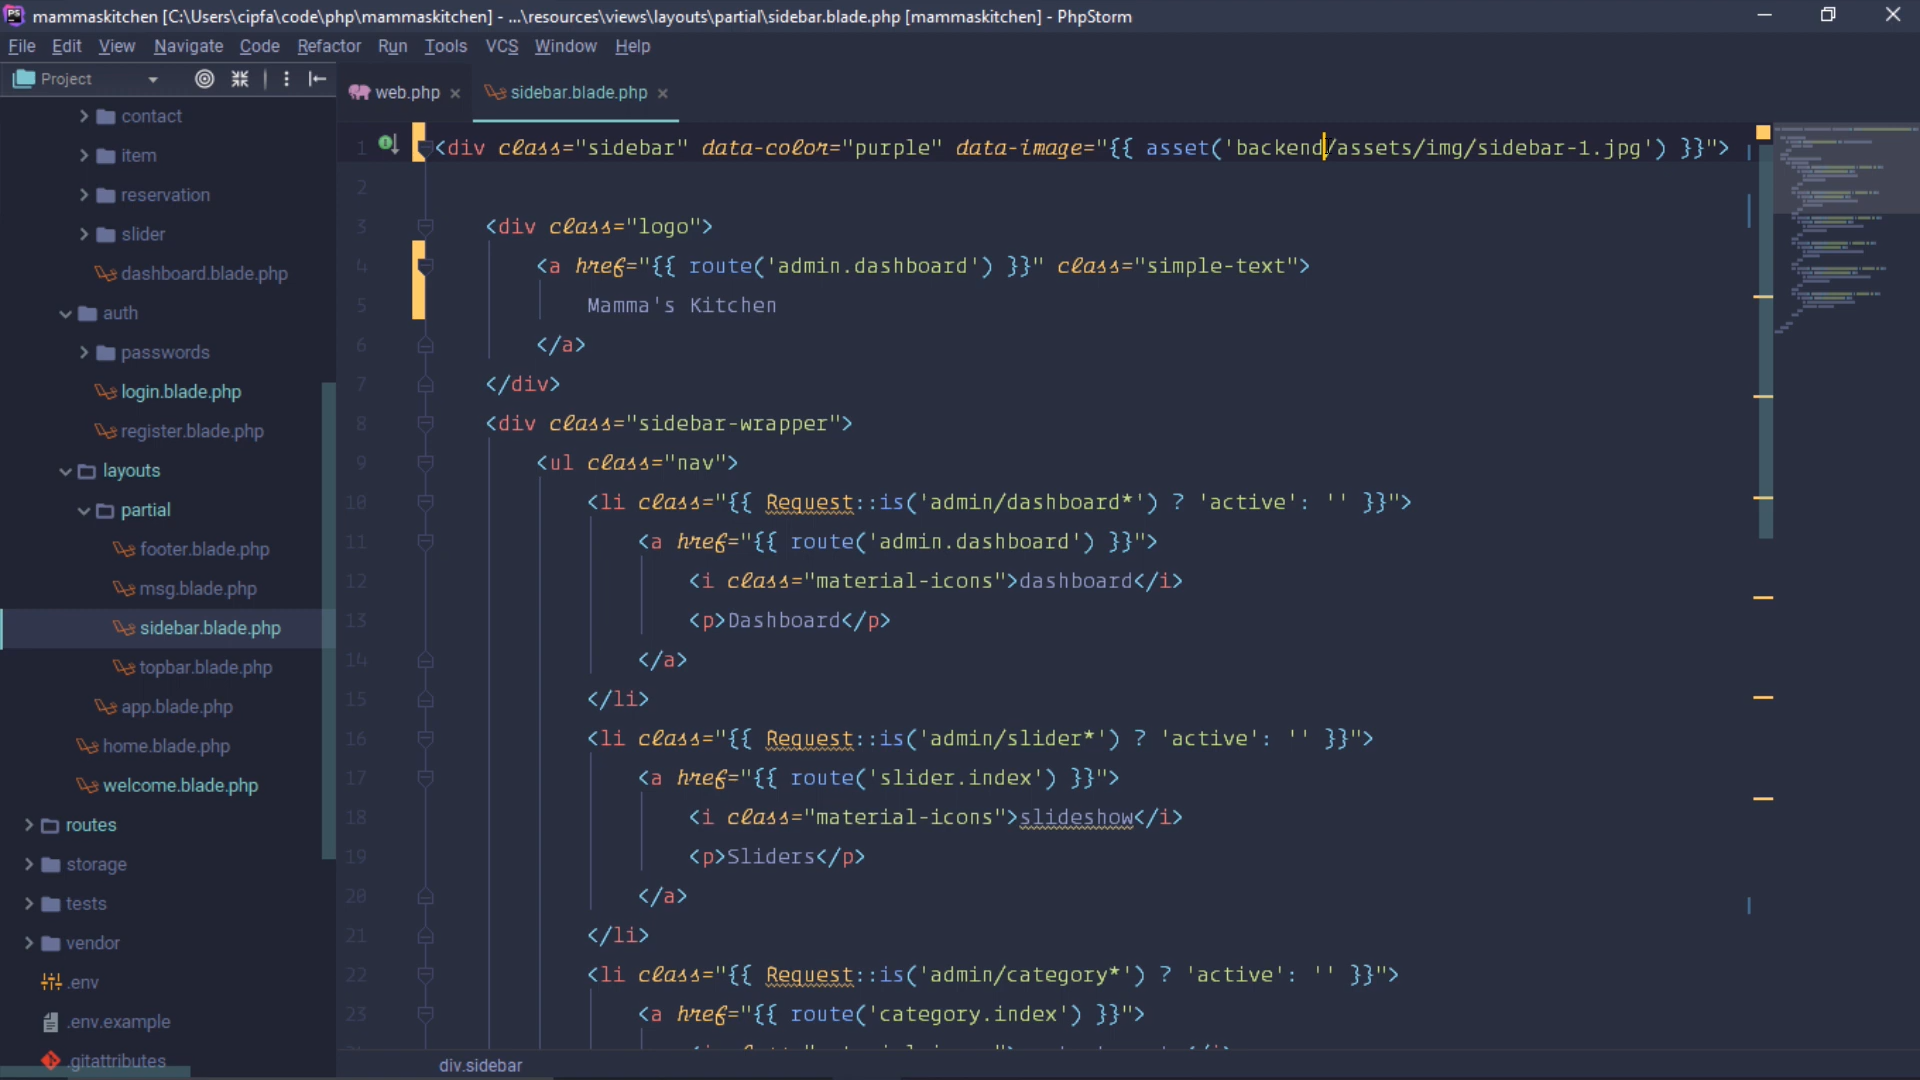 mammaskitchen [C:\Users\cipfa\code\php\mammaskitchen] - ...\resources\views\layouts\partial\sidebar.blade.php [mammaskitchen] - PhpStorm
File Edit View Navigate Code Refactor Run Tools VCS Window Help
Project
contact
item
reservation
slider
dashboard.blade.php
auth
passwords
login.blade.php
register.blade.php
layouts
partial
footer.blade.php
msg.blade.php
sidebar.blade.php
topbar.blade.php
app.blade.php
home.blade.php
welcome.blade.php
routes
storage
tests
vendor
.env
.env.example
.gitattributes
web.php
sidebar.blade.php
1 <div class="sidebar" data-color="purple" data-image="{{ asset('backend/assets/img/sidebar-1.jpg') }}">
2
3 <div class="logo">
4 <a href="{{ route('admin.dashboard') }}" class="simple-text">
5 Mamma's Kitchen
6 </a>
7 </div>
8 <div class="sidebar-wrapper">
9 <ul class="nav">
10 <li class="{{ Request::is('admin/dashboard*') ? 'active': '' }}">
11 <a href="{{ route('admin.dashboard') }}">
12 <i class="material-icons">dashboard</i>
13 <p>Dashboard</p>
14 </a>
15 </li>
16 <li class="{{ Request::is('admin/slider*') ? 'active': '' }}">
17 <a href="{{ route('slider.index') }}">
18 <i class="material-icons">slideshow</i>
19 <p>Sliders</p>
20 </a>
21 </li>
22 <li class="{{ Request::is('admin/category*') ? 'active': '' }}">
23 <a href="{{ route('category.index') }}">
div.sidebar